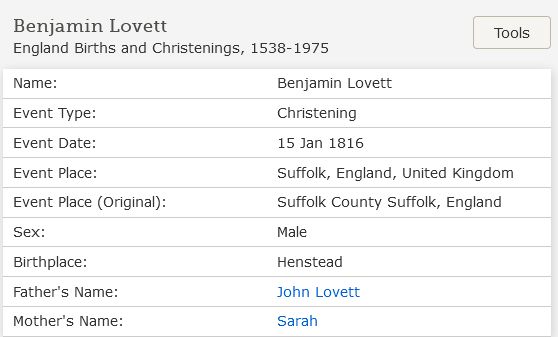 Benjamin Lovett
England Births and Christenings, 1538-1975
Tools
Name: Benjamin Lovett
Event Type: Christening
Event Date: 15 Jan 1816
Event Place: Suffolk, England, United Kingdom
Event Place (Original): Suffolk County Suffolk, England
Sex: Male
Birthplace: Henstead
Father's Name: John Lovett
Mother's Name: Sarah